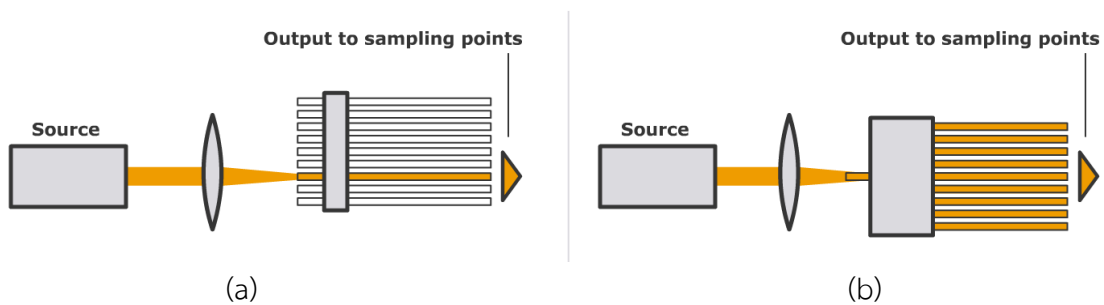 Output to sampling points
Source
(a)
Output to sampling points
Source
(b)